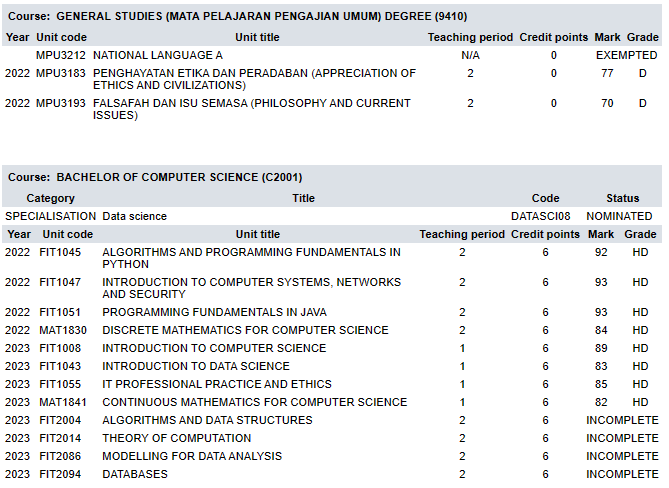 Course: GENERAL STUDIES (MATA PELAJARAN PENGAJIAN UMUM) DEGREE (9410)
Year Unit code Unit title Teaching period Credit points Mark Grade
MPU3212 NATIONAL LANGUAGE A N/A 0 EXEMPTED
2022 MPU3183 PENGHAYATAN ETIKA DAN PERADABAN (APPRECIATION OF 2 0 77 D
ETHICS AND CIVILIZATIONS)
2022 MPU3193 FALSAFAH DAN ISU SEMASA (PHILOSOPHY AND CURRENT 2 0 70 D
ISSUES)
Course: BACHELOR OF COMPUTER SCIENCE (C2001)
Category Title Code Status
SPECIALISATION Data science DATASCI08 NOMINATED
Year Unit code Unit title Teaching period Credit points Mark Grade
2022 FIT1045 ALGORITHMS AND PROGRAMMING FUNDAMENTALS IN 2 6 92 HD
PYTHON
2022 FIT1047 INTRODUCTION TO COMPUTER SYSTEMS, NETWORKS 2 6 93 HD
AND SECURITY
2022 FIT1051 PROGRAMMING FUNDAMENTALS IN JAVA 2 6 93 HD
2022 MAT1830 DISCRETE MATHEMATICS FOR COMPUTER SCIENCE 2 6 84 HD
2023 FIT1008 INTRODUCTION TO COMPUTER SCIENCE 1 6 89 HD
2023 FIT1043 INTRODUCTION TO DATA SCIENCE 1 6 83 HD
2023 FIT1055 IT PROFESSIONAL PRACTICE AND ETHICS 1 6 85 HD
2023 MAT1841 CONTINUOUS MATHEMATICS FOR COMPUTER SCIENCE 1 6 82 HD
2023 FIT2004 ALGORITHMS AND DATA STRUCTURES 2 6 INCOMPLETE
2023 FIT2014 THEORY OF COMPUTATION 2 6 INCOMPLETE
2023 FIT2086 MODELLING FOR DATA ANALYSIS 2 6 INCOMPLETE
2023 FIT2094 DATABASES 2 6 INCOMPLETE